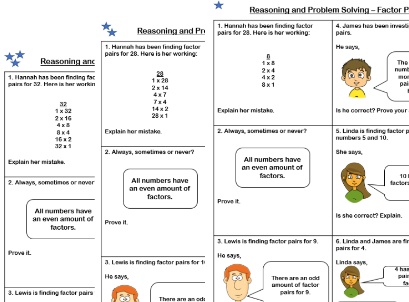 Reasoning and
1. Hannah has been finding fac
pairs for 32. Here is her workin
32
1 x 32
2 x 16
4 x 8
8 x 4
16 x 2
32 x 1
Explain her mistake.
2. Always, sometimes or never
All numbers have
an even amount of
factors.
Prove it.
3. Lewis is finding factor pairs
Reasoning and Pr
1. Hannah has been finding factor
pairs for 28. Here is her working:
28
1 x 28
2 x 14
4 x 7
7 x 4
14 x 2
28 x 1
Explain her mistake.
2. Always, sometimes or never?
All numbers have
an even amount of
factors.
Prove it.
3. Lewis is finding factor pairs for 1
He says,
There are an odd
Reasoning and Problem Solving – Factor P
1. Hannah has been finding factor
pairs for 8. Here is her working:
8
1 x 8
2 x 4
4 x 2
8 x 1
Explain her mistake.
2. Always, sometimes or never?
All numbers have
an even amount of
factors.
Prove it.
3. Lewis is finding factor pairs for 9.
He says,
There are an odd
amount of factor
pairs for 9.
4. James has been investi
pairs.
He says,
The
numb
more
pai
Is he correct? Prove your
5. Linda is finding factor p
numbers 5 and 10.
She says,
10 
factors
Is she correct? Explain.
6. Linda and James are fin
pairs for 4.
Linda says,
4 has
pai
fa